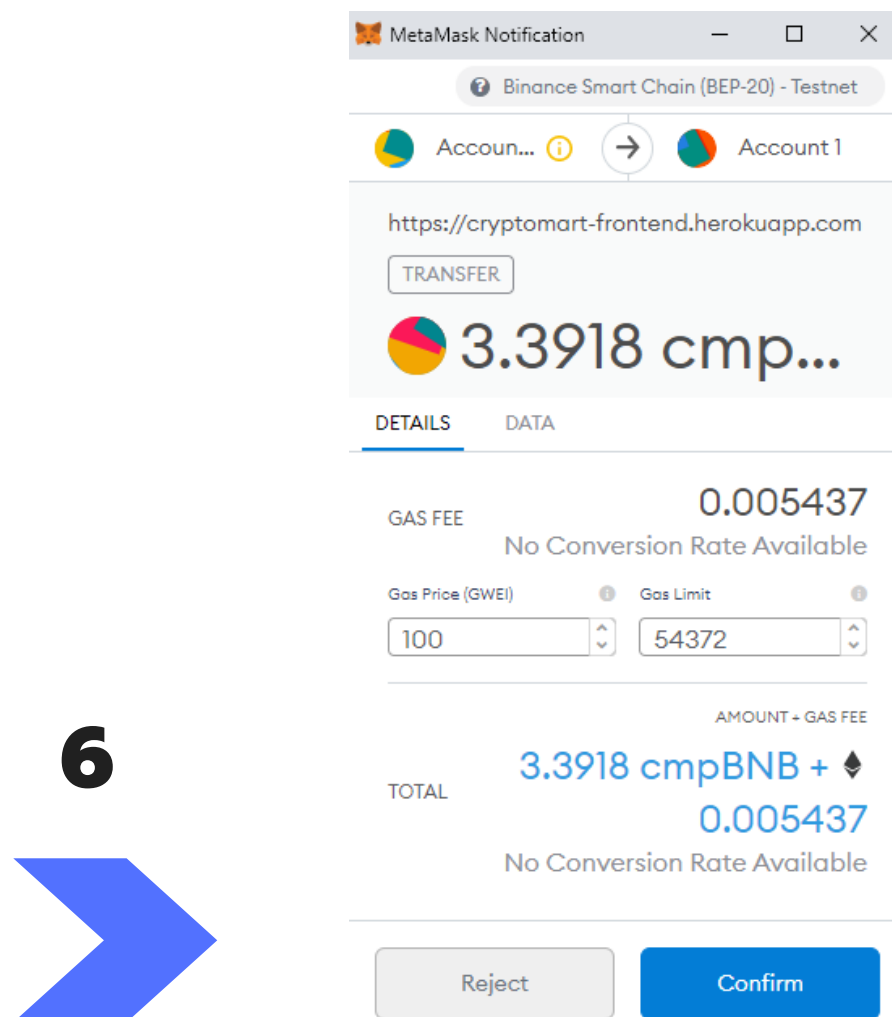 MetaMask Notification
Binance Smart Chain (BEP-20) - Testnet
Accoun... Account 1
https://cryptomart-frontend.herokuapp.com
TRANSFER
3.3918 cmp...
DETAILS DATA
GAS FEE 0.005437
No Conversion Rate Available
Gas Price (GWEI) Gas Limit
100 54372
AMOUNT + GAS FEE
6
TOTAL 3.3918 cmpBNB +
0.005437
No Conversion Rate Available
Reject Confirm